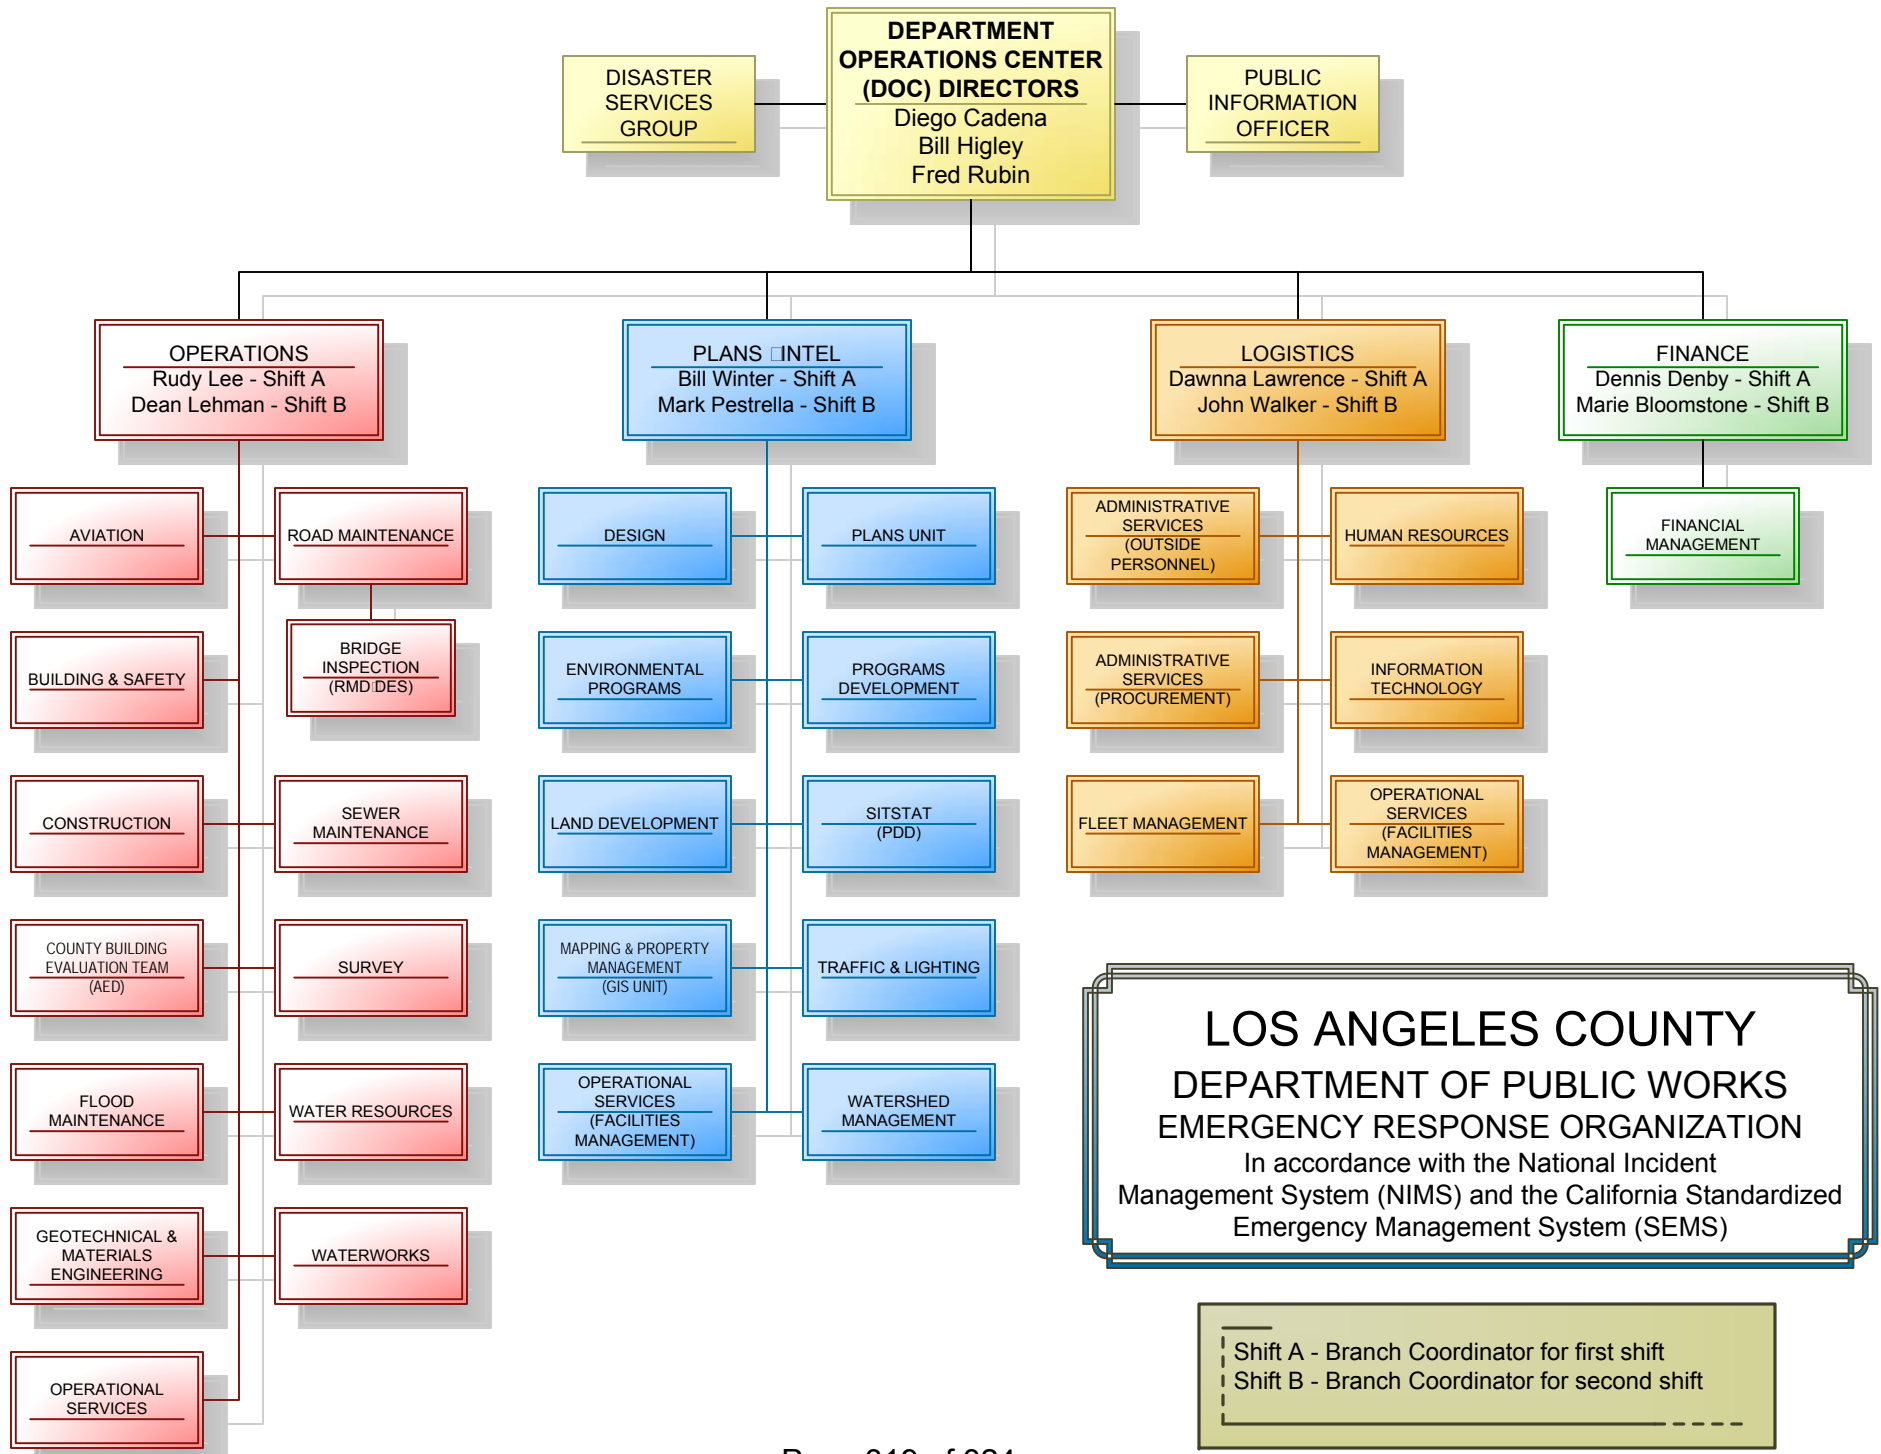 DEPARTMENT
OPERATIONS CENTER
(DOC) DIRECTORS
Diego Cadena
Bill Higley
Fred Rubin
DISASTER
SERVICES
GROUP
PUBLIC
INFORMATION
OFFICER
OPERATIONS
Rudy Lee - Shift A
Dean Lehman - Shift B
PLANS □INTEL
Bill Winter - Shift A
Mark Pestrella - Shift B
LOGISTICS
Dawnna Lawrence - Shift A
John Walker - Shift B
FINANCE
Dennis Denby - Shift A
Marie Bloomstone - Shift B
AVIATION
ROAD MAINTENANCE
BRIDGE
INSPECTION
(RMD□DES)
BUILDING & SAFETY
CONSTRUCTION
SEWER
MAINTENANCE
COUNTY BUILDING
EVALUATION TEAM
(AED)
SURVEY
FLOOD
MAINTENANCE
WATER RESOURCES
GEOTECHNICAL &
MATERIALS
ENGINEERING
WATERWORKS
OPERATIONAL
SERVICES
DESIGN
PLANS UNIT
ENVIRONMENTAL
PROGRAMS
PROGRAMS
DEVELOPMENT
LAND DEVELOPMENT
SITSTAT
(PDD)
MAPPING & PROPERTY
MANAGEMENT
(GIS UNIT)
TRAFFIC & LIGHTING
OPERATIONAL
SERVICES
(FACILITIES
MANAGEMENT)
WATERSHED
MANAGEMENT
ADMINISTRATIVE
SERVICES
(OUTSIDE
PERSONNEL)
HUMAN RESOURCES
ADMINISTRATIVE
SERVICES
(PROCUREMENT)
INFORMATION
TECHNOLOGY
FLEET MANAGEMENT
OPERATIONAL
SERVICES
(FACILITIES
MANAGEMENT)
FINANCIAL
MANAGEMENT
LOS ANGELES COUNTY
DEPARTMENT OF PUBLIC WORKS
EMERGENCY RESPONSE ORGANIZATION
In accordance with the National Incident
Management System (NIMS) and the California Standardized
Emergency Management System (SEMS)
Shift A - Branch Coordinator for first shift
Shift B - Branch Coordinator for second shift